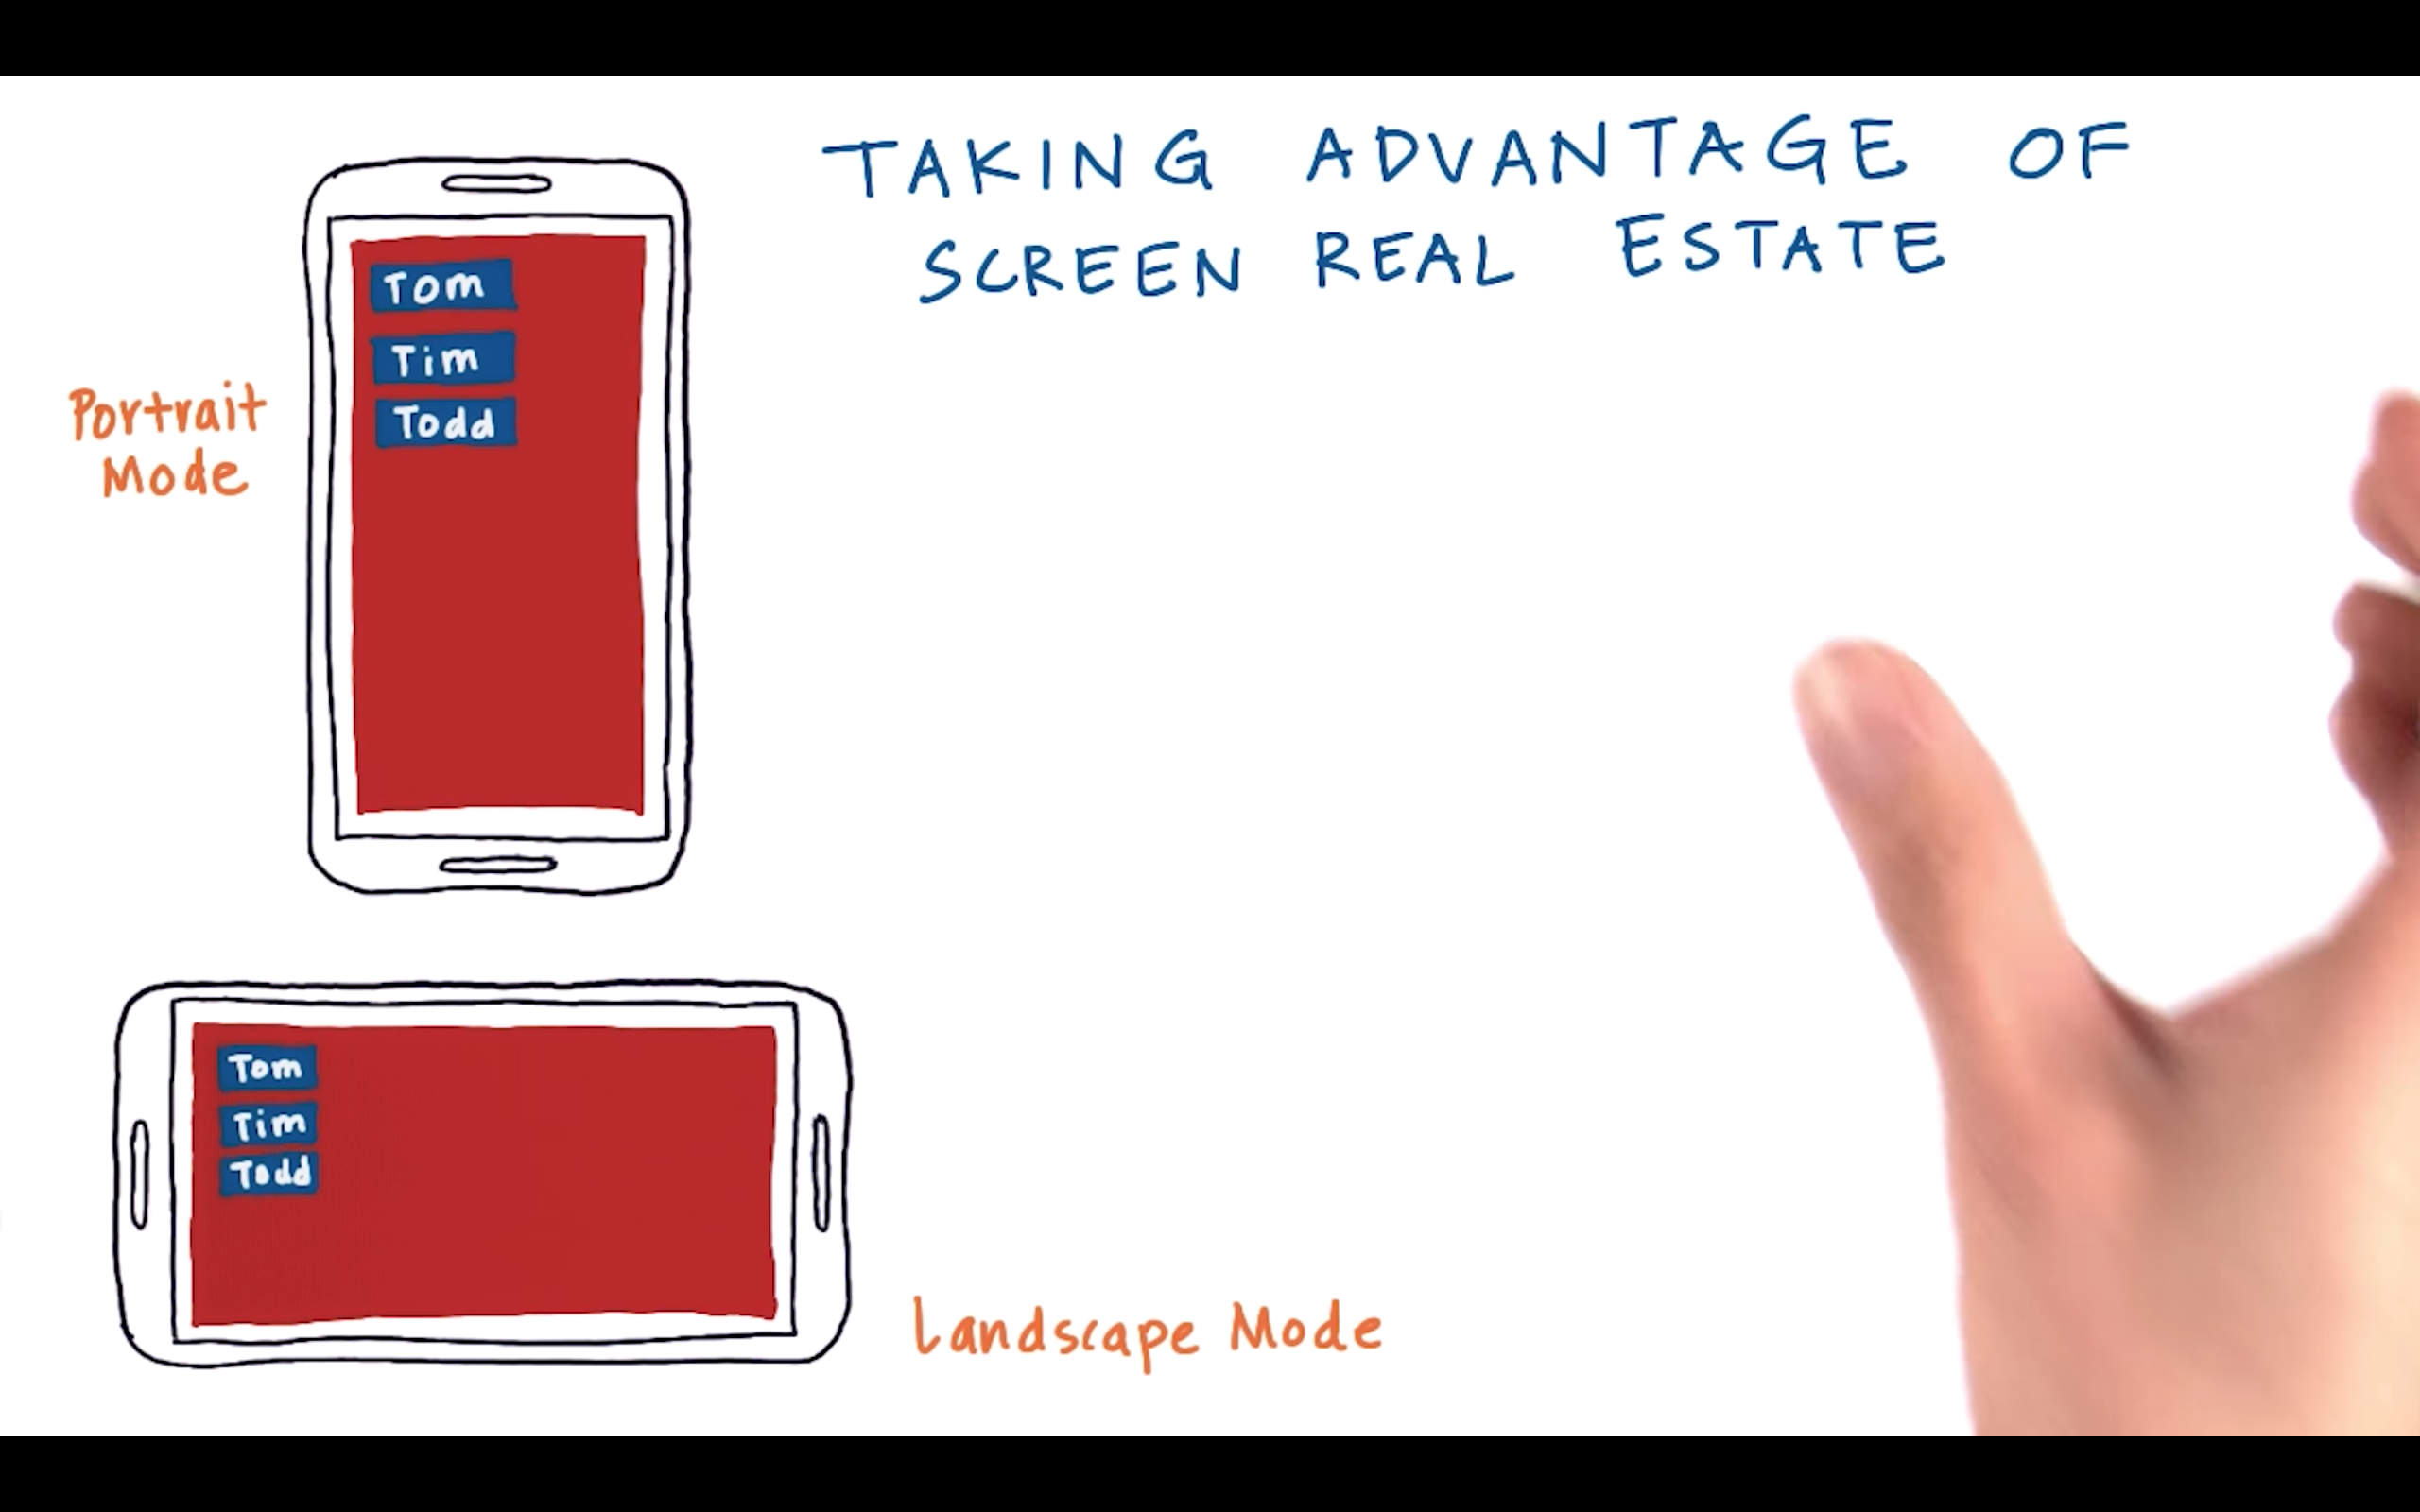 TAKING ADVANTAGE OF
SCREEN REAL ESTATE
Tom
Tim
Todd
Portrait
Mode
Tom
Tim
Todd
Landscape Mode